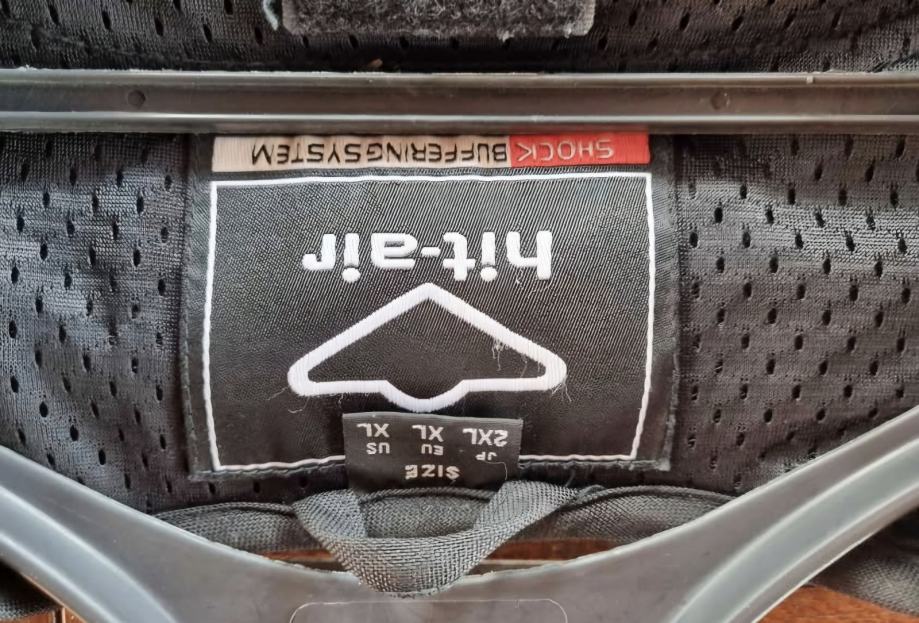 SIZE
JP EU US
2XL XL XL
hit-air
SHOCK BUFFERINGSYSTEM